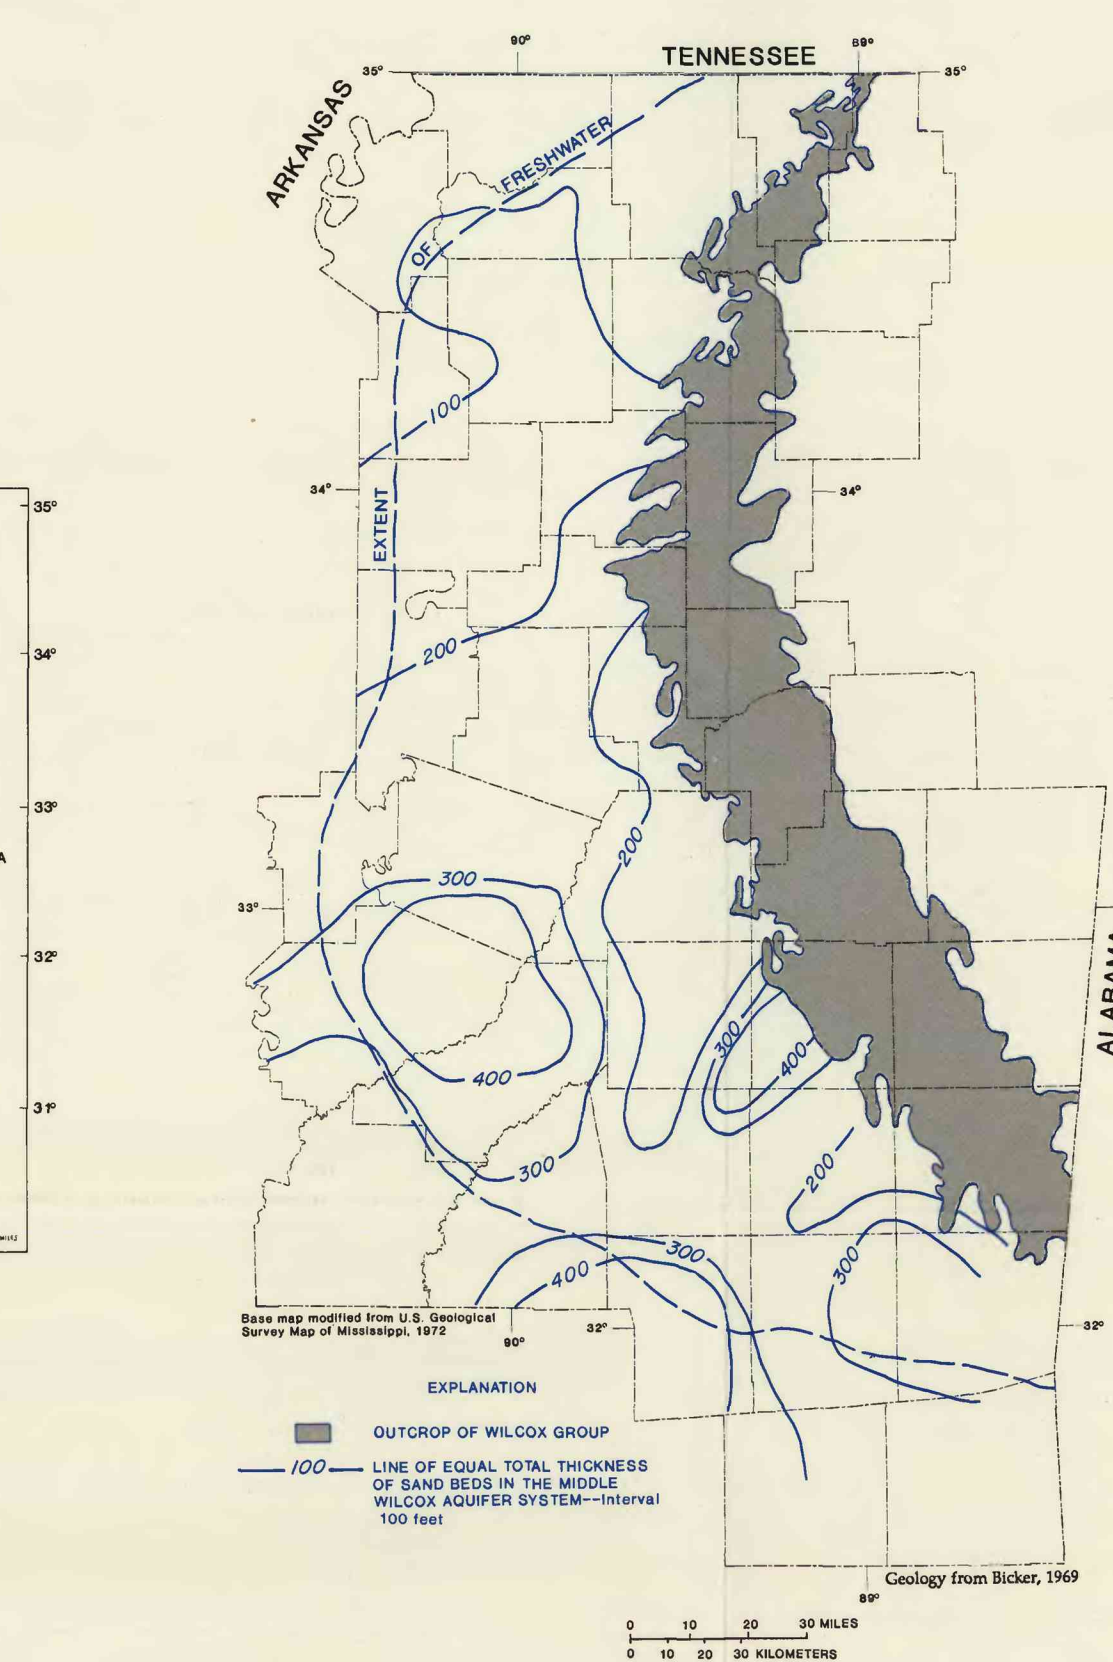 90°
TENNESSEE
89°
35°
35°
ARKANSAS
FRESHWATER
OF
100
34°
34°
EXTENT
200
200
300
33°
300
400
400
200
300
300
300
400
ALABAMA
35°
34°
33°
A
32°
31°
MILES
Base map modified from U.S. Geological
Survey Map of Mississippi, 1972
90°
32°
32°
EXPLANATION
OUTCROP OF WILCOX GROUP
100 LINE OF EQUAL TOTAL THICKNESS
OF SAND BEDS IN THE MIDDLE
WILCOX AQUIFER SYSTEM--Interval
100 feet
Geology from Bicker, 1969
89°
0 10 20 30 MILES
0 10 20 30 KILOMETERS